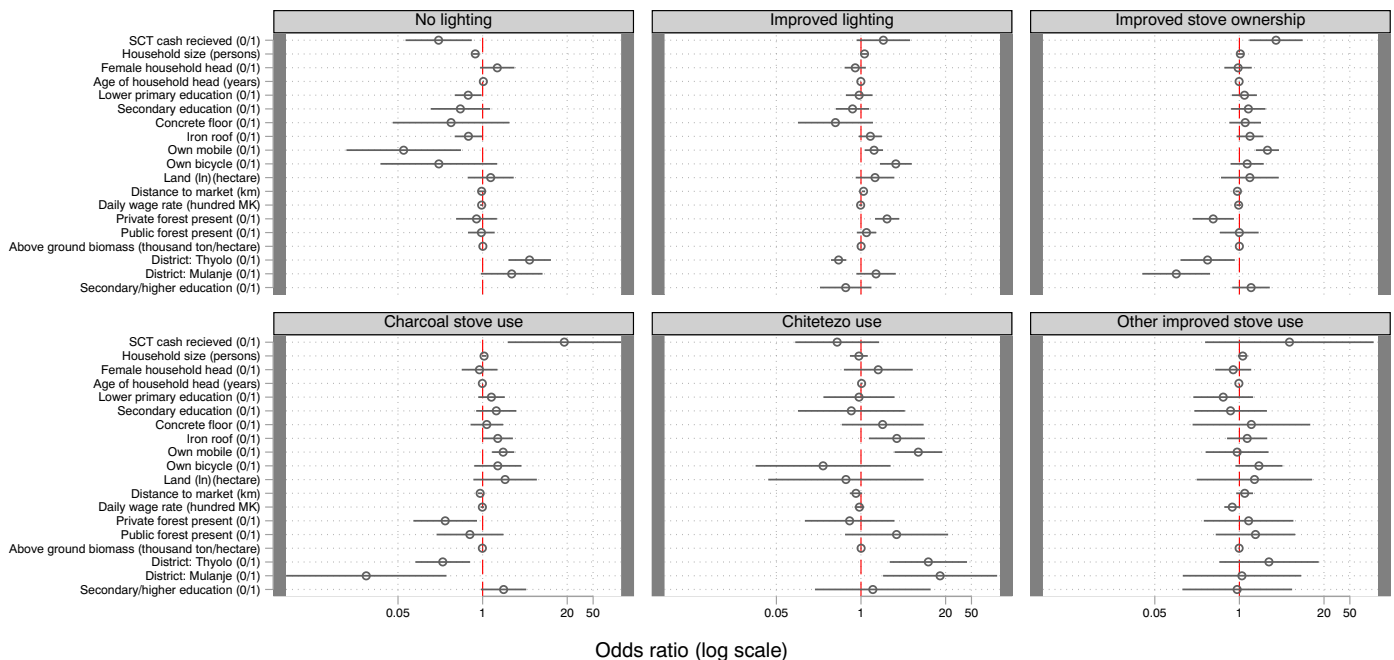 No lighting
Improved lighting
Improved stove ownership
SCT cash recieved (0/1)
Household size (persons)
Female household head (0/1)
Age of household head (years)
Lower primary education (0/1)
Secondary education (0/1)
Concrete floor (0/1)
Iron roof (0/1)
Own mobile (0/1)
Own bicycle (0/1)
Land (ln)(hectare)
Distance to market (km)
Daily wage rate (hundred MK)
Private forest present (0/1)
Public forest present (0/1)
Above ground biomass (thousand ton/hectare)
District: Thyolo (0/1)
District: Mulanje (0/1)
Secondary/higher education (0/1)
Charcoal stove use
Chitetezo use
Other improved stove use
SCT cash recieved (0/1)
Household size (persons)
Female household head (0/1)
Age of household head (years)
Lower primary education (0/1)
Secondary education (0/1)
Concrete floor (0/1)
Iron roof (0/1)
Own mobile (0/1)
Own bicycle (0/1)
Land (ln)(hectare)
Distance to market (km)
Daily wage rate (hundred MK)
Private forest present (0/1)
Public forest present (0/1)
Above ground biomass (thousand ton/hectare)
District: Thyolo (0/1)
District: Mulanje (0/1)
Secondary/higher education (0/1)
0.05 1 20 50
0.05 1 20 50
0.05 1 20 50
Odds ratio (log scale)